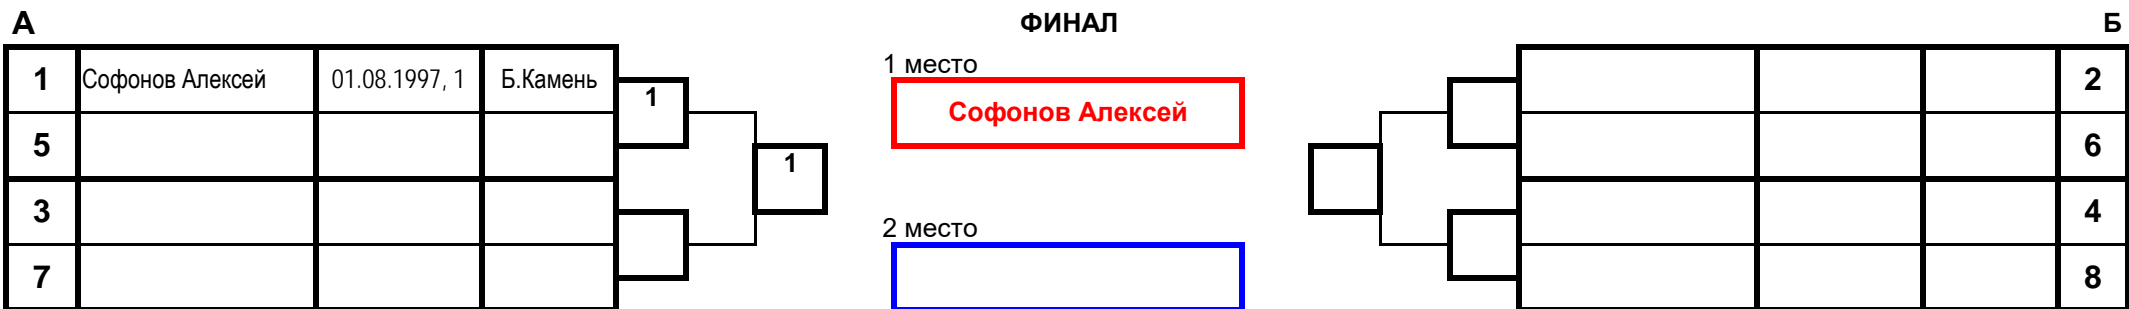 А
ФИНАЛ
Б
1 Софонов Алексей 01.08.1997, 1 Б.Камень
5
3
7
1
1
1 место
Софонов Алексей
2 место
2
6
4
8